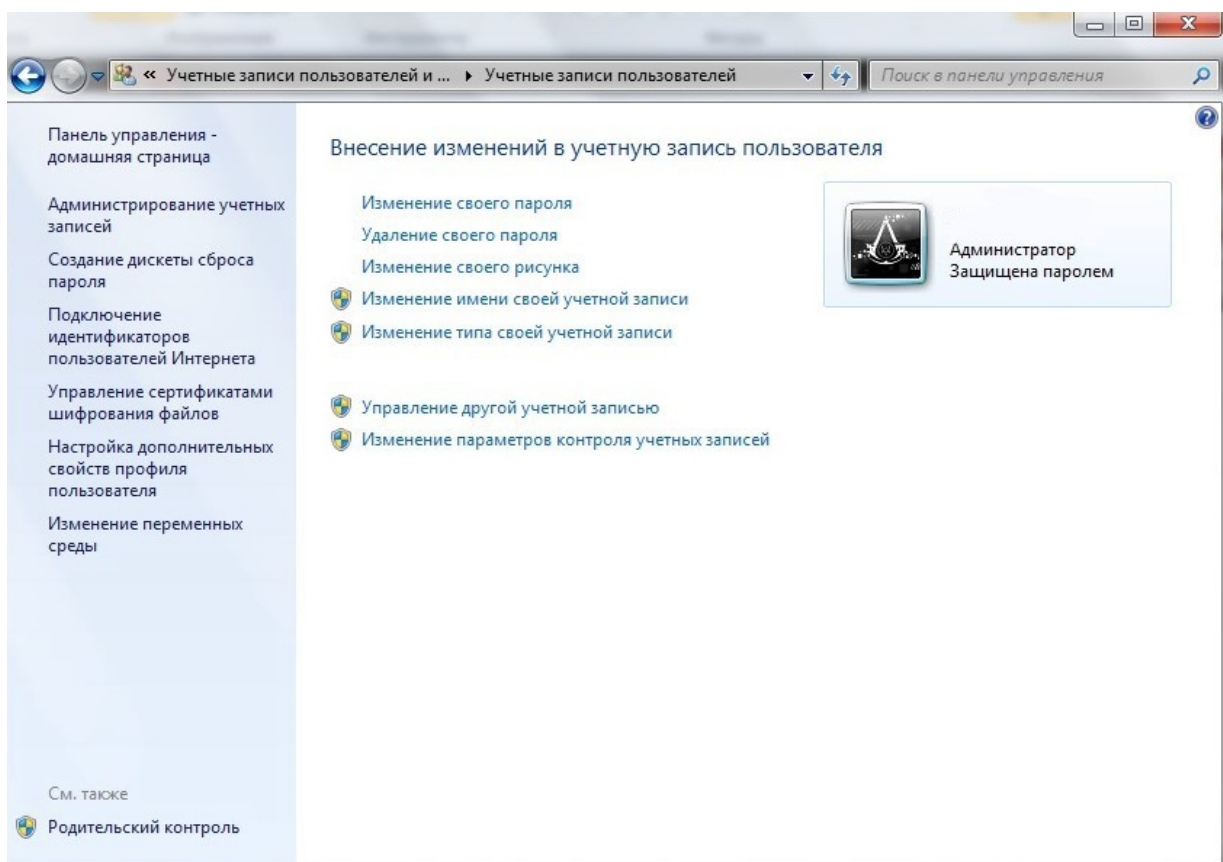 « Учетные записи пользователей и ... ▸ Учетные записи пользователей
Поиск в панели управления
Панель управления -
домашняя страница
Администрирование учетных
записей
Создание дискеты сброса
пароля
Подключение
идентификаторов
пользователей Интернета
Управление сертификатами
шифрования файлов
Настройка дополнительных
свойств профиля
пользователя
Изменение переменных
среды
См. также
Родительский контроль
Внесение изменений в учетную запись пользователя
Изменение своего пароля
Удаление своего пароля
Изменение своего рисунка
Изменение имени своей учетной записи
Изменение типа своей учетной записи
Управление другой учетной записью
Изменение параметров контроля учетных записей
Администратор
Защищена паролем